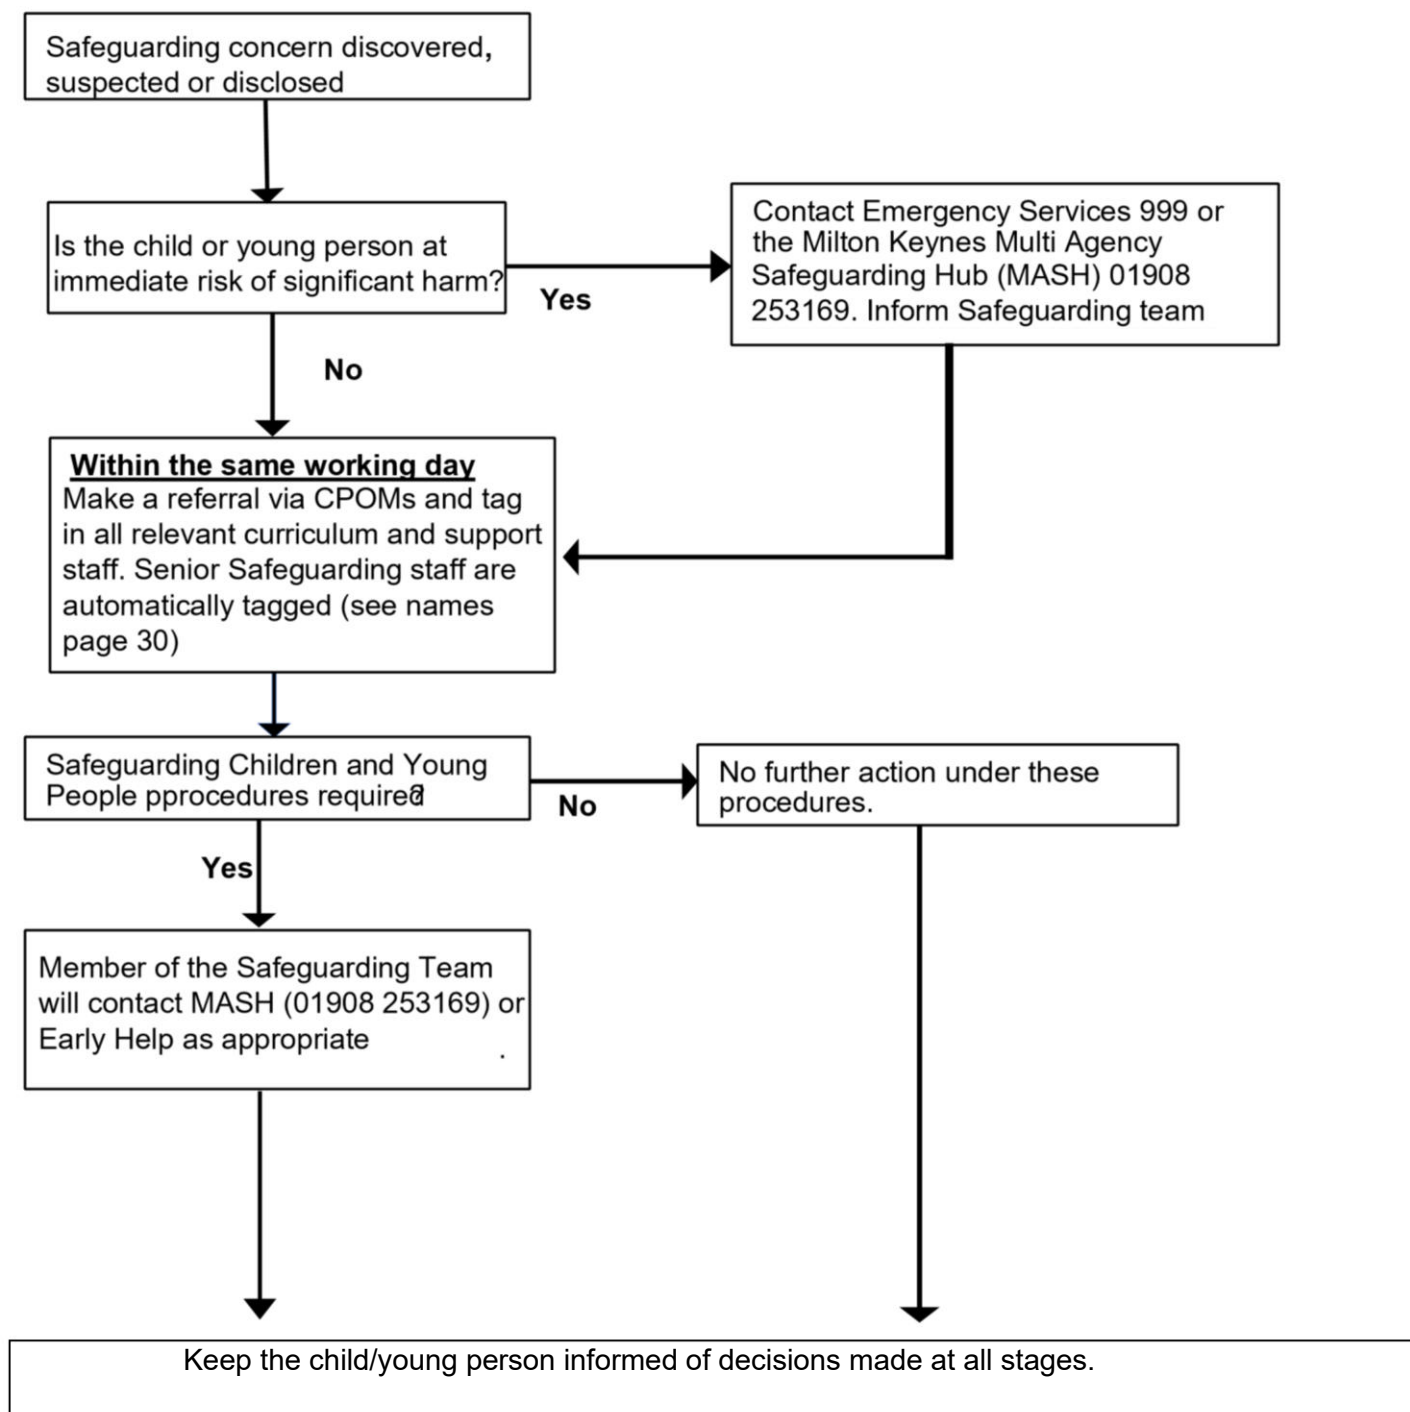 Safeguarding concern discovered,
suspected or disclosed
Is the child or young person at
immediate risk of significant harm?
Yes
Contact Emergency Services 999 or
the Milton Keynes Multi Agency
Safeguarding Hub (MASH) 01908
253169. Inform Safeguarding team
No
Within the same working day
Make a referral via CPOMs and tag
in all relevant curriculum and support
staff. Senior Safeguarding staff are
automatically tagged (see names
page 30)
Safeguarding Children and Young
People pprocedures required?
No
No further action under these
procedures.
Yes
Member of the Safeguarding Team
will contact MASH (01908 253169) or
Early Help as appropriate .
Keep the child/young person informed of decisions made at all stages.